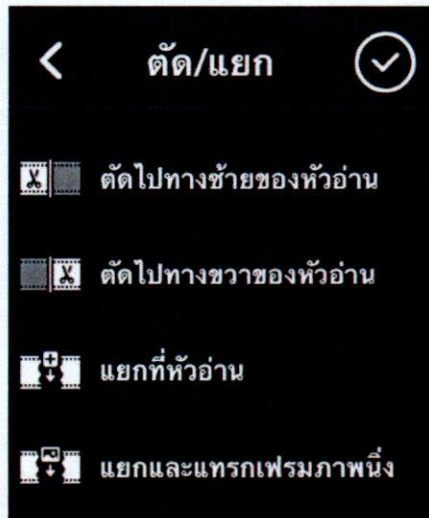 ตัด/แยก
ตัดไปทางซ้ายของหัวอ่าน
ตัดไปทางขวาของหัวอ่าน
แยกที่หัวอ่าน
แยกและแทรกเฟรมภาพนิ่ง